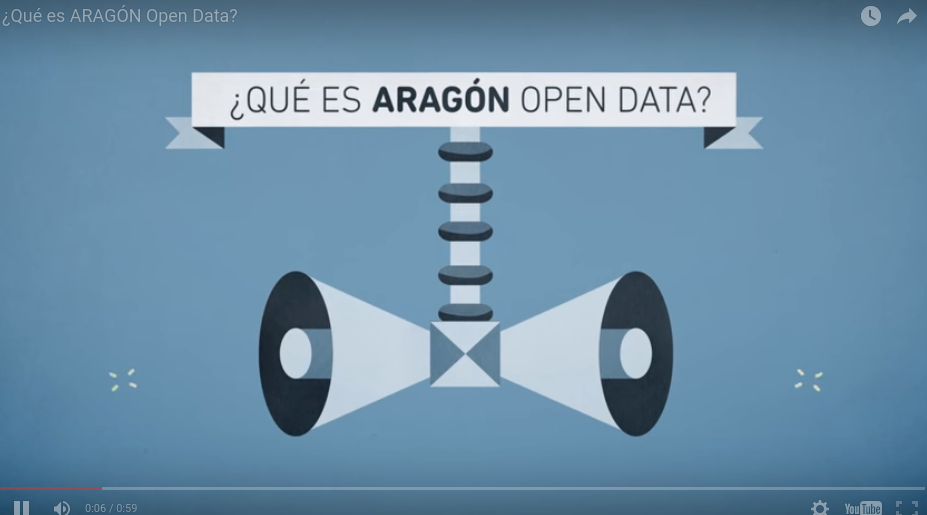 ¿Qué es ARAGÓN Open Data?
¿QUÉ ES ARAGÓN OPEN DATA?
0:06 / 0:59
YouTube